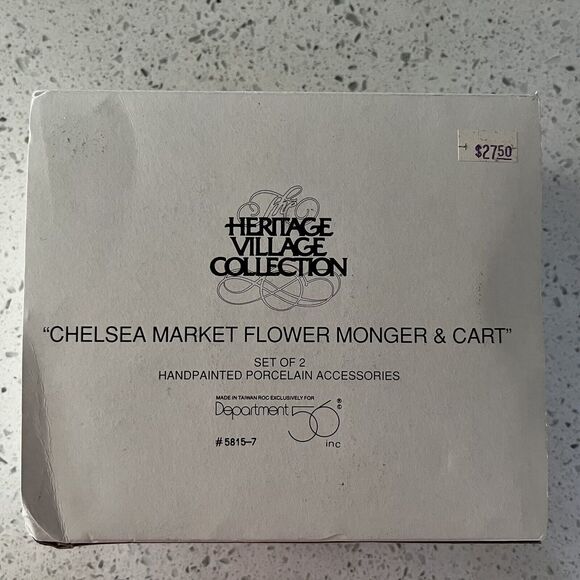 $27.50
The
HERITAGE
VILLAGE
COLLECTION
"CHELSEA MARKET FLOWER MONGER & CART"
SET OF 2
HANDPAINTED PORCELAIN ACCESSORIES
MADE IN TAIWAN ROC EXCLUSIVELY FOR
Department 56 ®©
inc
# 5815-7